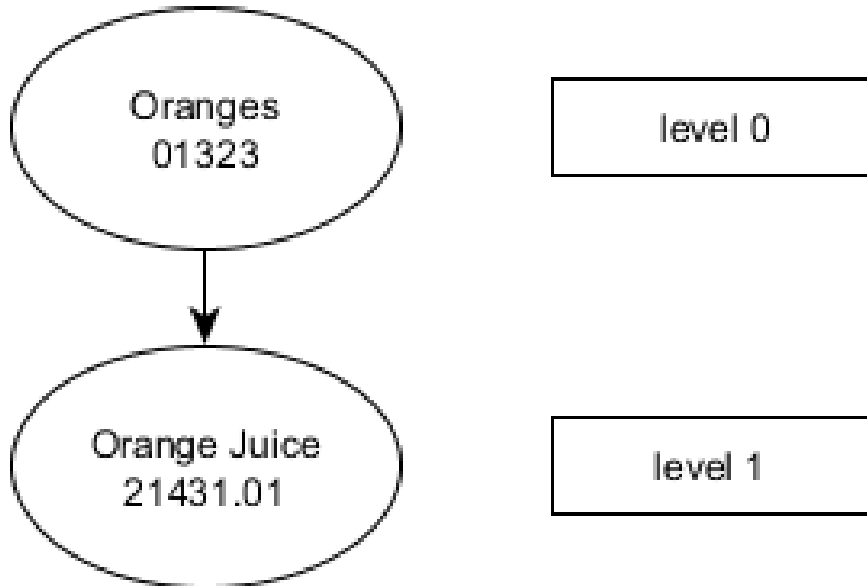 Oranges
01323
level 0
Orange Juice
21431.01
level 1